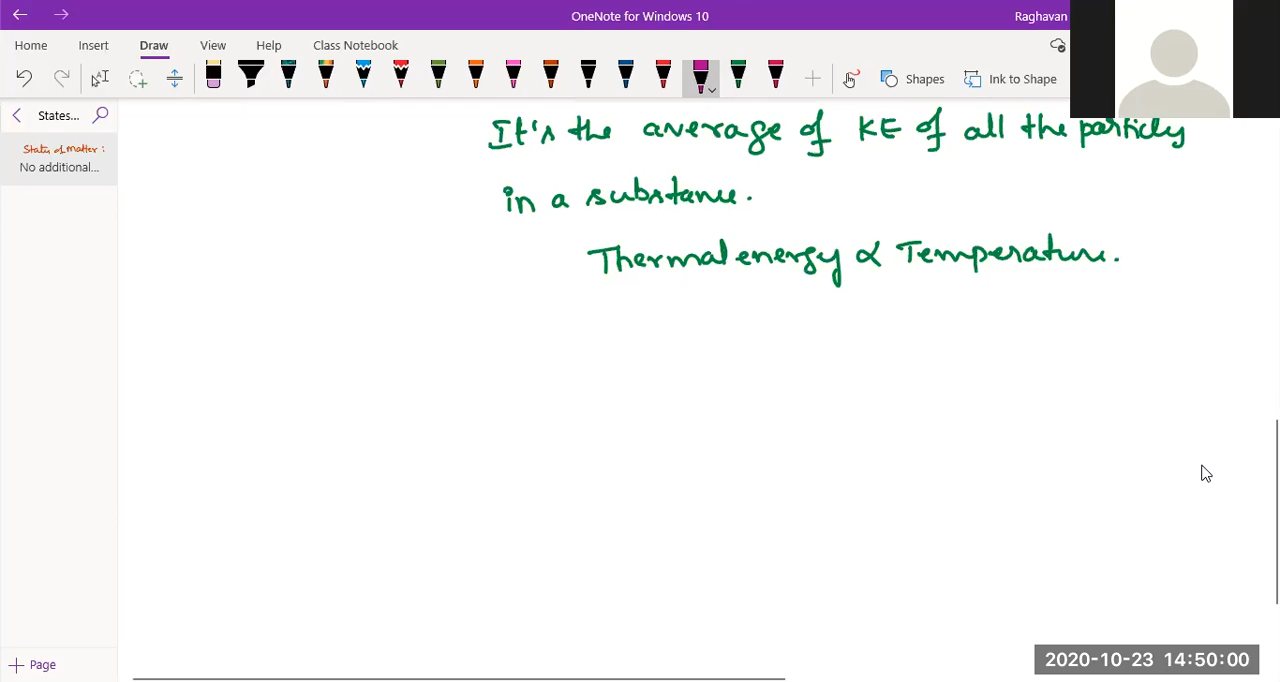 OneNote for Windows 10
Raghavan
Home Insert Draw View Help Class Notebook
Shapes Ink to Shape
States...
States of Matter :
No additional...
It's the average of KE of all the particles
in a substance.
Thermal energy ∝ Temperature.
Page
2020-10-23 14:50:00